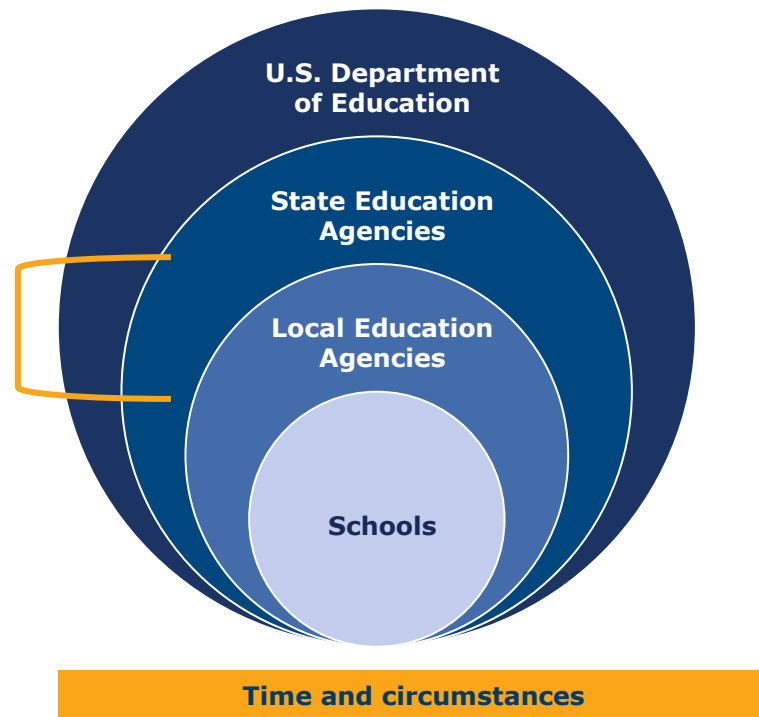 U.S. Department
of Education
State Education
Agencies
Local Education
Agencies
Schools
Time and circumstances